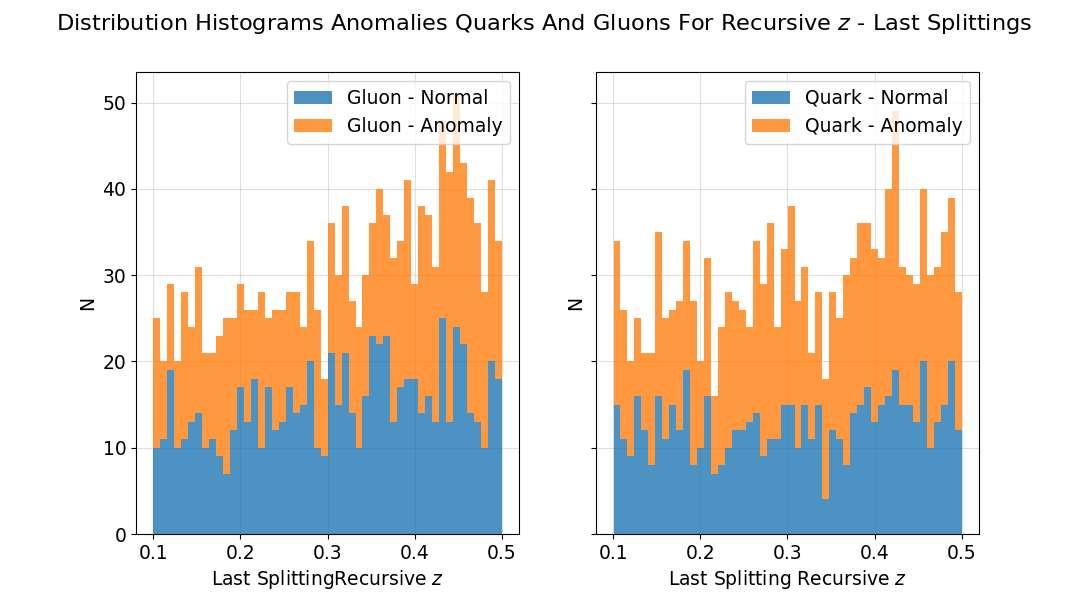 Distribution Histograms Anomalies Quarks And Gluons For Recursive z - Last Splittings
Gluon - Normal
Gluon - Anomaly
N
50
40
30
20
10
0
0.1 0.2 0.3 0.4 0.5
Last SplittingRecursive z
Quark - Normal
Quark - Anomaly
N
0.1 0.2 0.3 0.4 0.5
Last Splitting Recursive z